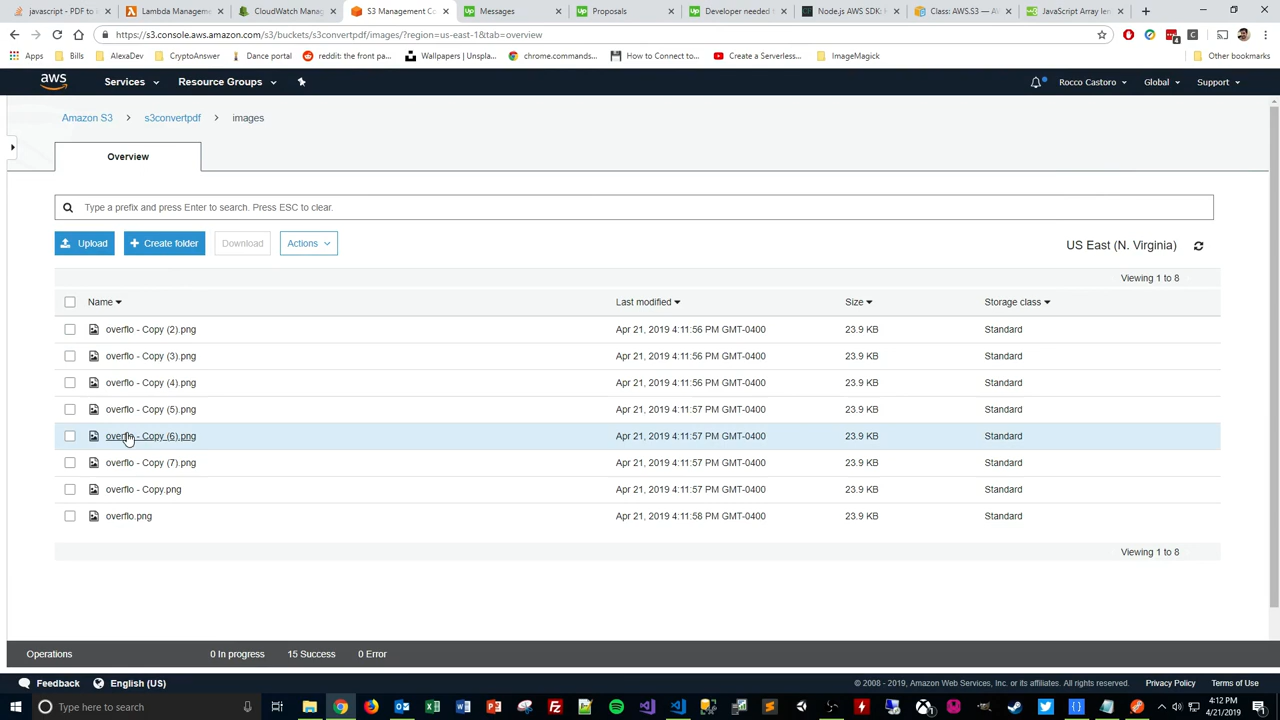 javascript - PDF to I
Lambda Managem
CloudWatch Manag
S3 Management Co
Messages
Proposals
Developer needed t
Node.js AWS SDK: H
Class: AWS.S3 — A
JavaScript Array len
https://s3.console.aws.amazon.com/s3/buckets/s3convertpdf/images/?region=us-east-1&tab=overview
Apps
Bills
AlexaDev
CryptoAnswer
Dance portal
reddit: the front pa...
Wallpapers | Unspla...
chrome.commands...
How to Connect to...
Create a Serverless...
ImageMagick
Other bookmarks
aws
Services
Resource Groups
Rocco Castoro
Global
Support
Amazon S3 > s3convertpdf > images
Overview
Type a prefix and press Enter to search. Press ESC to clear.
Upload
+ Create folder
Download
Actions
US East (N. Virginia)
Viewing 1 to 8
Name Last modified Size Storage class
overflo - Copy (2).png Apr 21, 2019 4:11:56 PM GMT-0400 23.9 KB Standard
overflo - Copy (3).png Apr 21, 2019 4:11:56 PM GMT-0400 23.9 KB Standard
overflo - Copy (4).png Apr 21, 2019 4:11:56 PM GMT-0400 23.9 KB Standard
overflo - Copy (5).png Apr 21, 2019 4:11:57 PM GMT-0400 23.9 KB Standard
overflo - Copy (6).png Apr 21, 2019 4:11:57 PM GMT-0400 23.9 KB Standard
overflo - Copy (7).png Apr 21, 2019 4:11:57 PM GMT-0400 23.9 KB Standard
overflo - Copy.png Apr 21, 2019 4:11:57 PM GMT-0400 23.9 KB Standard
overflo.png Apr 21, 2019 4:11:58 PM GMT-0400 23.9 KB Standard
Viewing 1 to 8
Operations 0 In progress 15 Success 0 Error
Feedback English (US)
© 2008 - 2019, Amazon Web Services, Inc. or its affiliates. All rights reserved. Privacy Policy Terms of Use
Type here to search
4:12 PM
4/21/2019